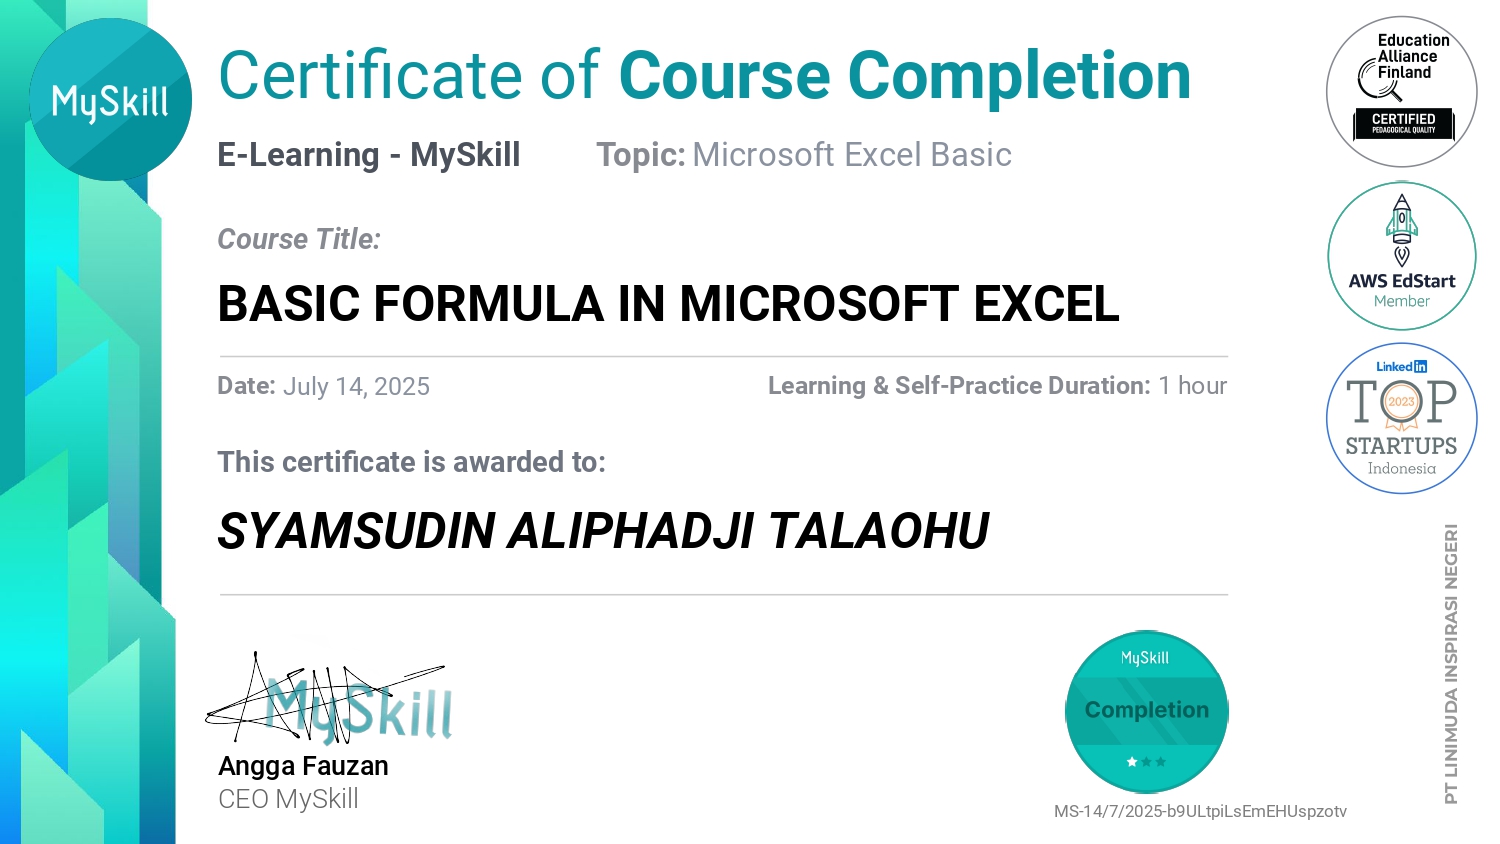 MySkill
Certificate of Course Completion
E-Learning - MySkill Topic: Microsoft Excel Basic
Course Title:
BASIC FORMULA IN MICROSOFT EXCEL
Date: July 14, 2025 Learning & Self-Practice Duration: 1 hour
This certificate is awarded to:
SYAMSUDIN ALIPHADJI TALAOHU
MySkill
Angga Fauzan
CEO MySkill
MySkill
Completion
MS-14/7/2025-b9ULtpiLsEmEHUspzotv
Education
Alliance
Finland
CERTIFIED
PEDAGOGICAL QUALITY
AWS EdStart
Member
Linked in
TOP
2023
STARTUPS
Indonesia
PT LINIMUDA INSPIRASI NEGERI